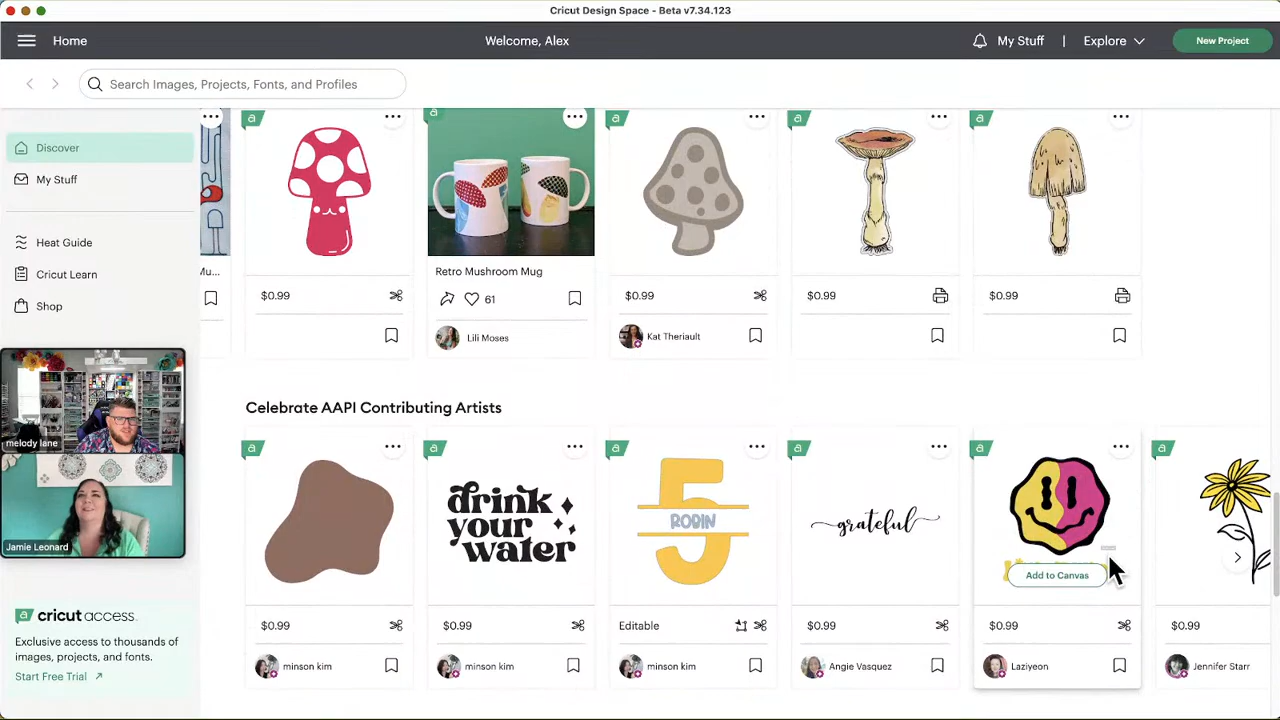 Cricut Design Space - Beta v7.34.123
Home
Welcome, Alex
My Stuff | Explore
New Project
Search Images, Projects, Fonts, and Profiles
Discover
My Stuff
Heat Guide
Cricut Learn
Shop
melody lane
Jamie Leonard
cricut access
Exclusive access to thousands of
images, projects, and fonts.
Start Free Trial
Mu...
$0.99
Retro Mushroom Mug
61
Lili Moses
$0.99
Kat Theriault
$0.99
$0.99
Celebrate AAPI Contributing Artists
$0.99
minson kim
drink
your
water
$0.99
minson kim
5
ROBIN
Editable
minson kim
grateful
$0.99
Angie Vasquez
Add to Canvas
$0.99
Laziyeon
$0.99
Jennifer Starr